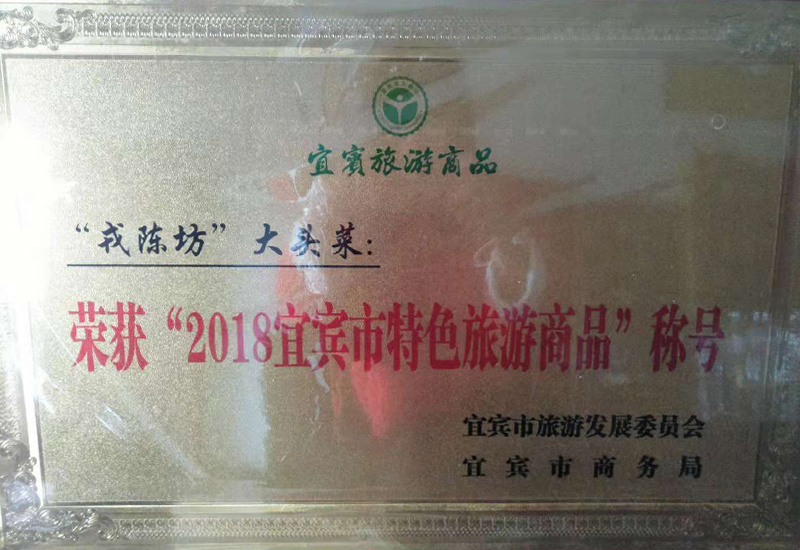 宜賓旅游商品
“戎陈坊”大头菜:
荣获“2018宜宾市特色旅游商品”称号
宜宾市旅游发展委员会
宜宾市商务局